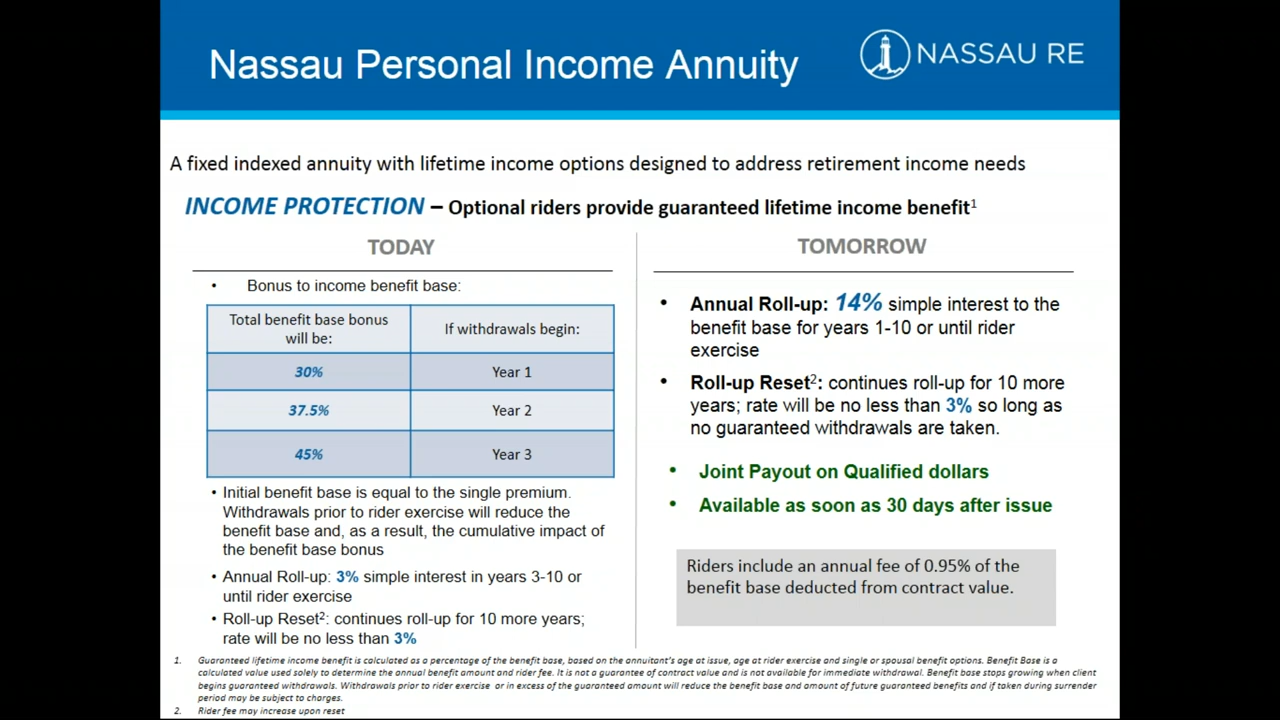 Nassau Personal Income Annuity
NASSAU RE
A fixed indexed annuity with lifetime income options designed to address retirement income needs
INCOME PROTECTION – Optional riders provide guaranteed lifetime income benefit1
TODAY
• Bonus to income benefit base:
Total benefit base bonus
will be:
If withdrawals begin:
30%
Year 1
37.5%
Year 2
45%
Year 3
• Initial benefit base is equal to the single premium.
Withdrawals prior to rider exercise will reduce the
benefit base and, as a result, the cumulative impact of
the benefit base bonus
• Annual Roll-up: 3% simple interest in years 3-10 or
until rider exercise
• Roll-up Reset2: continues roll-up for 10 more years;
rate will be no less than 3%
TOMORROW
• Annual Roll-up: 14% simple interest to the
benefit base for years 1-10 or until rider
exercise
• Roll-up Reset2: continues roll-up for 10 more
years; rate will be no less than 3% so long as
no guaranteed withdrawals are taken.
• Joint Payout on Qualified dollars
• Available as soon as 30 days after issue
Riders include an annual fee of 0.95% of the
benefit base deducted from contract value.
1. Guaranteed lifetime income benefit is calculated as a percentage of the benefit base, based on the annuitant's age at issue, age at rider exercise and single or spousal benefit options. Benefit Base is a
calculated value used solely to determine the annual benefit amount and rider fee. It is not a guarantee of contract value and is not available for immediate withdrawal. Benefit base stops growing when client
begins guaranteed withdrawals. Withdrawals prior to rider exercise or in excess of the guaranteed amount will reduce the benefit base and amount of future guaranteed benefits and if taken during surrender
period may be subject to charges.
2. Rider fee may increase upon reset